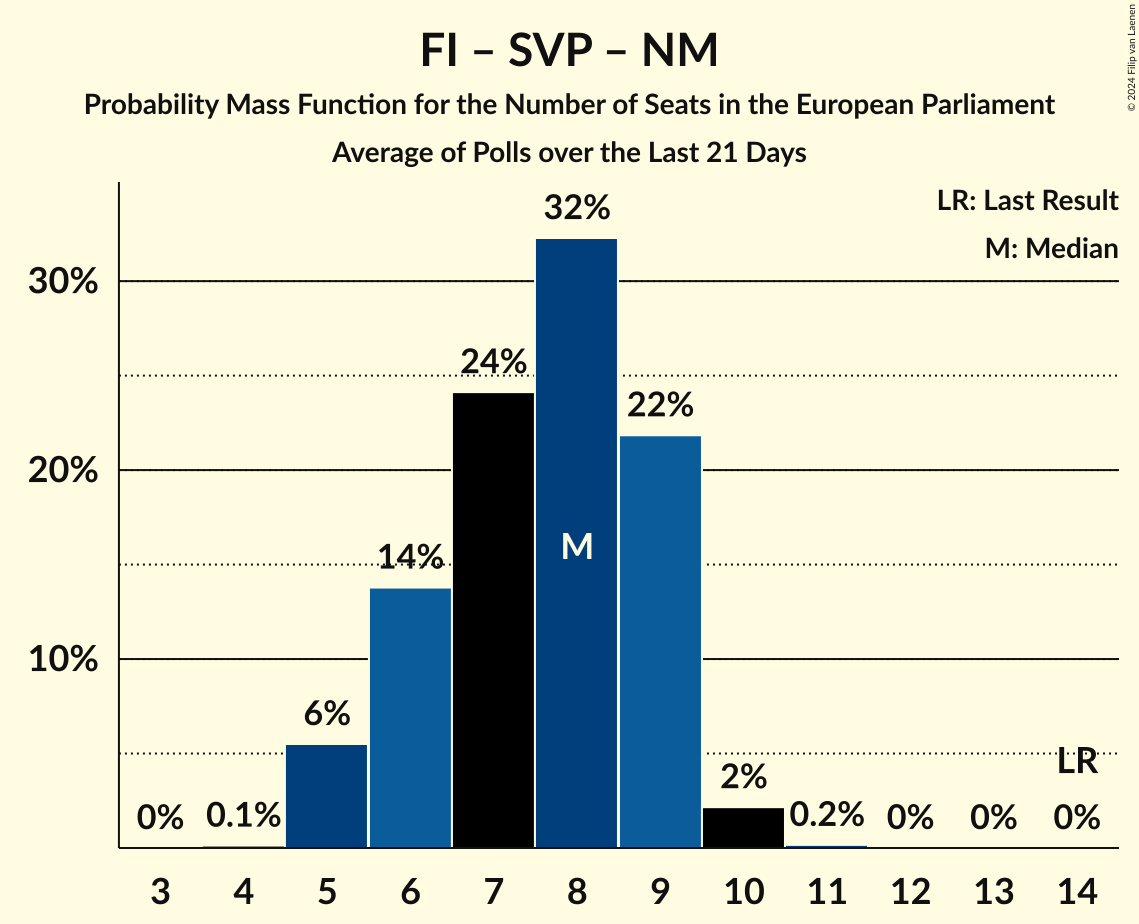 FI – SVP – NM
Probability Mass Function for the Number of Seats in the European Parliament
Average of Polls over the Last 21 Days
© 2024 Filip van Laenen
LR: Last Result
M: Median
30%
20%
10%
0%
0.1%
6%
14%
24%
32%
M
22%
2%
0.2%
0%
0%
LR
0%
3 4 5 6 7 8 9 10 11 12 13 14